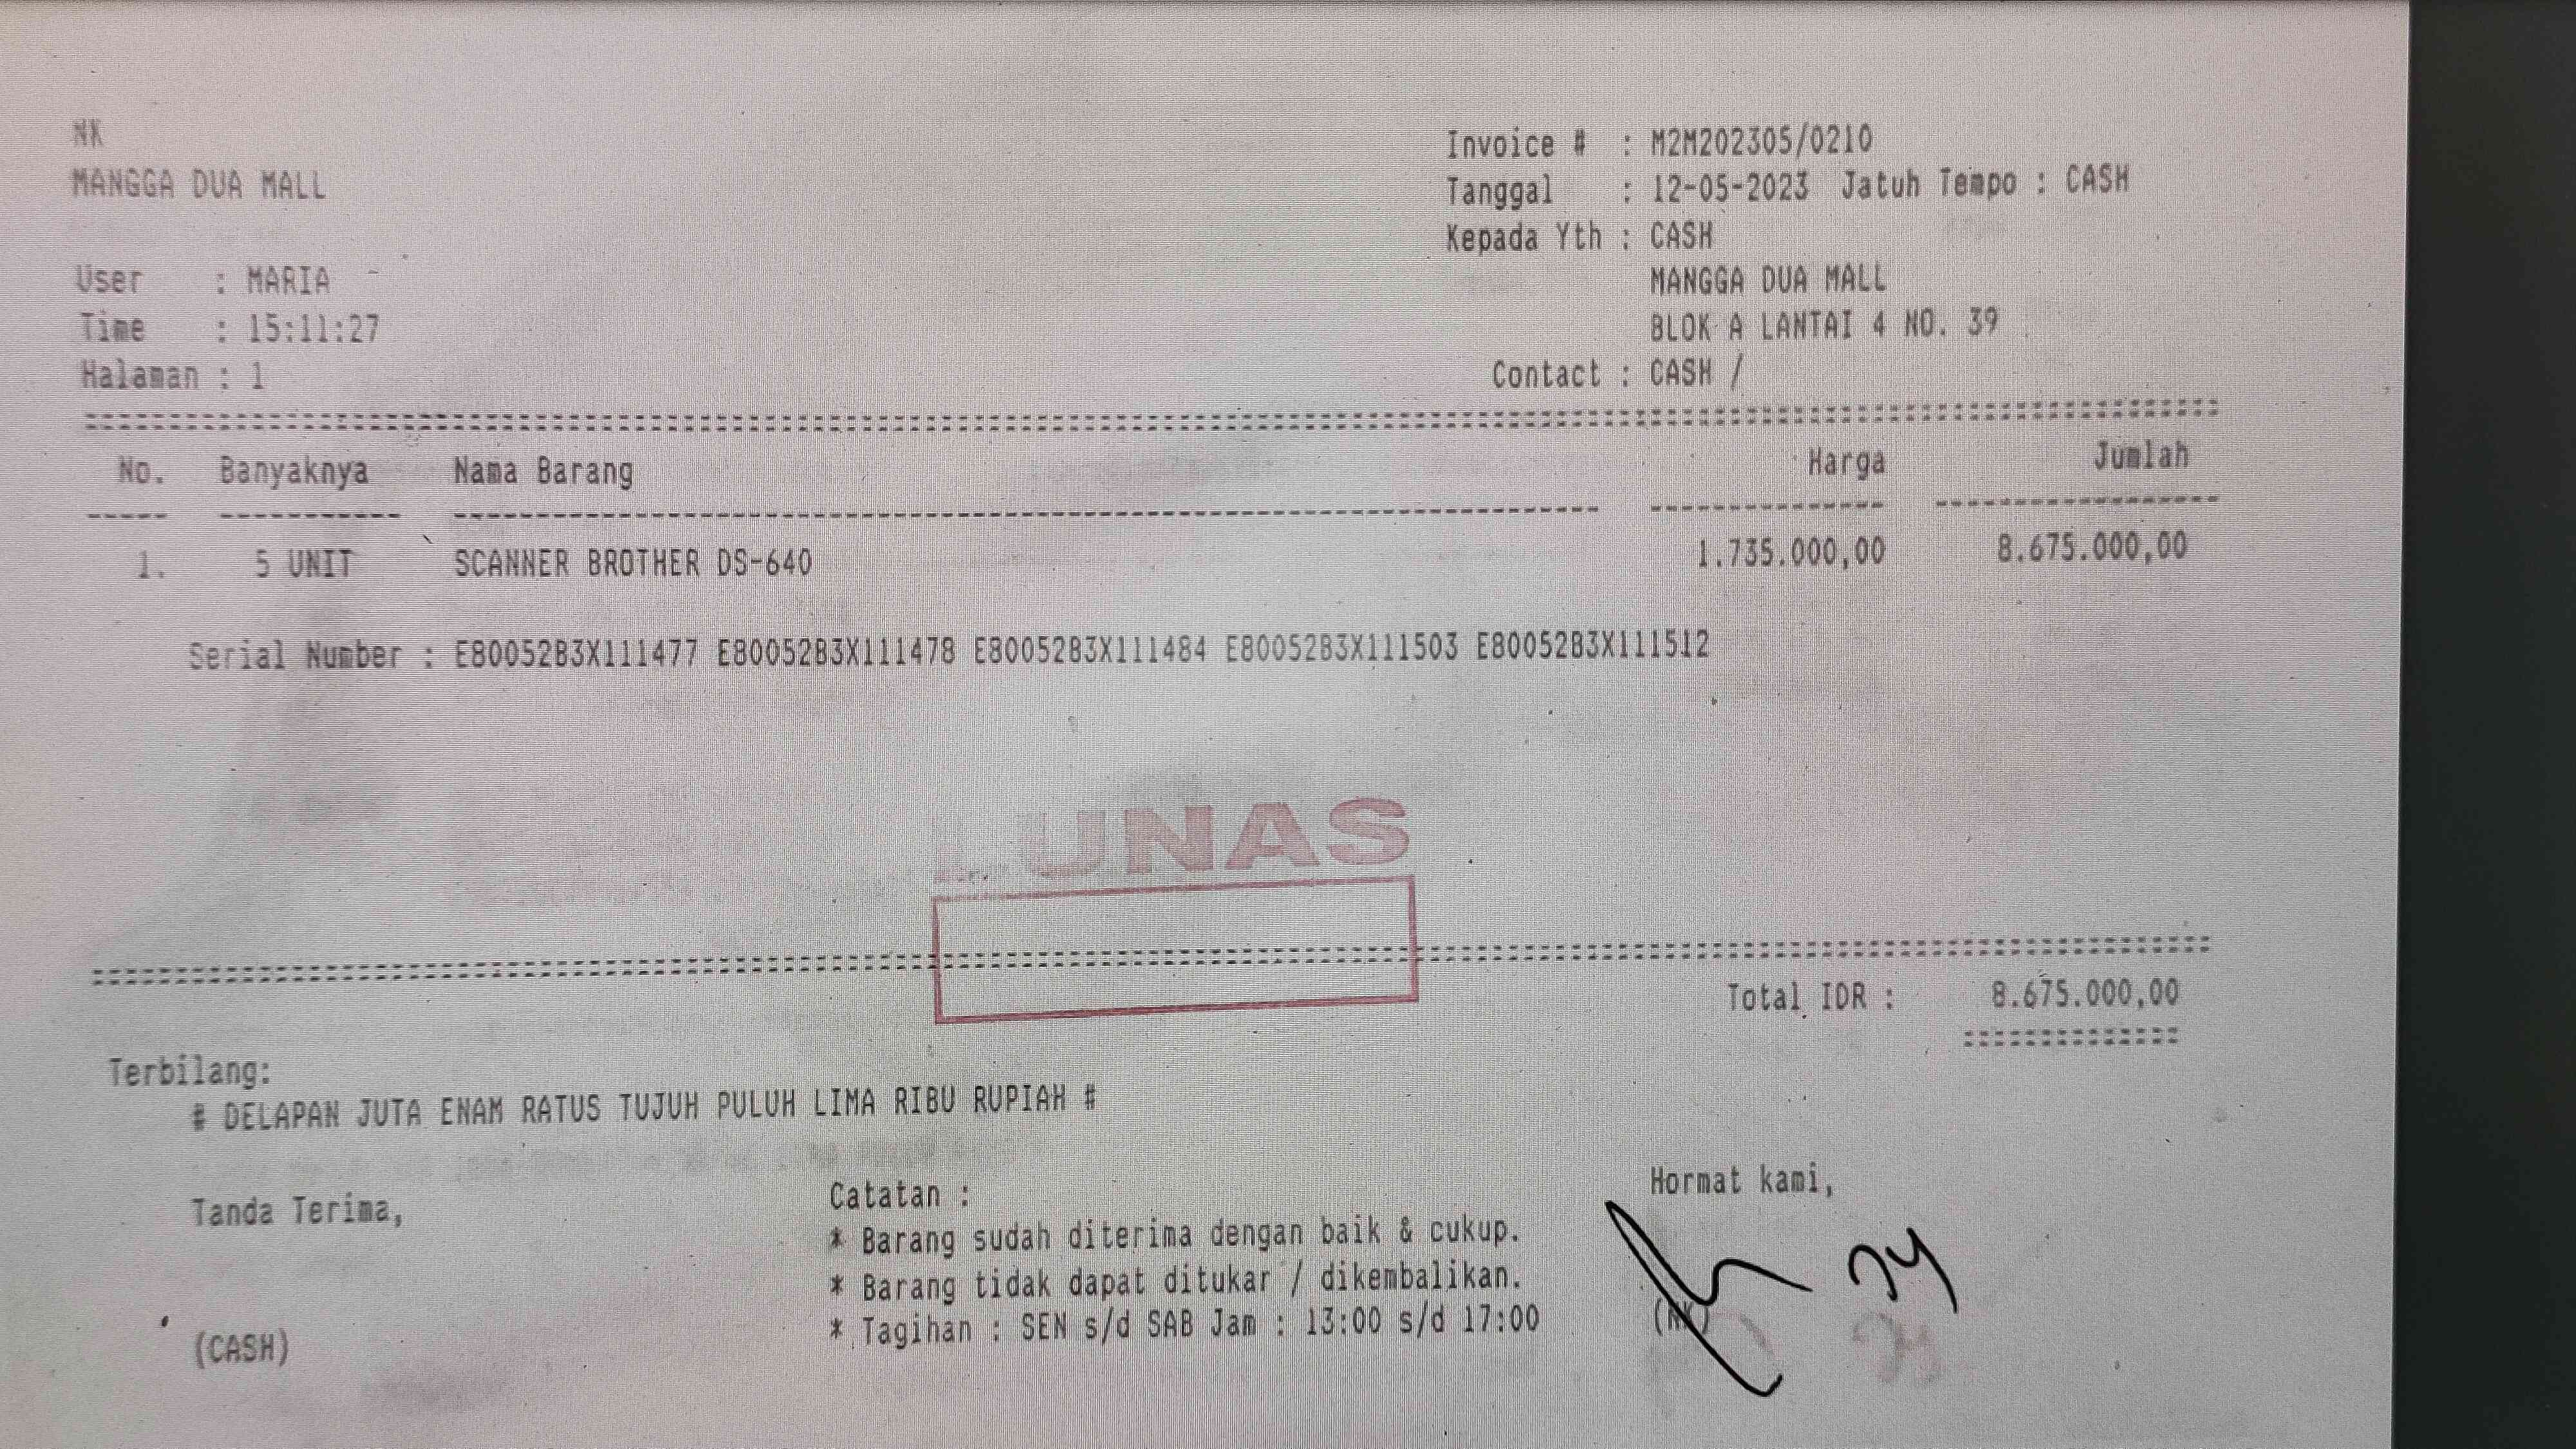 NK
MANGGA DUA MALL
Invoice # : M2M202305/0210
Tanggal : 12-05-2023 Jatuh Tempo : CASH
Kepada Yth : CASH
MANGGA DUA MALL
BLOK A LANTAI 4 NO. 39
Contact : CASH /
User : MARIA
Time : 15:11:27
Halaman : 1
No. Banyaknya Nama Barang Harga Jumlah
1. 5 UNIT SCANNER BROTHER DS-640 1.735.000,00 8.675.000,00
Serial Number : E80052B3X111477 E80052B3X111478 E80052B3X111484 E80052B3X111503 E80052B3X111512
LUNAS
Total IDR : 8.675.000,00
Terbilang:
# DELAPAN JUTA ENAM RATUS TUJUH PULUH LIMA RIBU RUPIAH #
Tanda Terima,
(CASH)
Catatan :
* Barang sudah diterima dengan baik & cukup.
* Barang tidak dapat ditukar / dikembalikan.
* Tagihan : SEN s/d SAB Jam : 13:00 s/d 17:00
Hormat kami,
(NK)